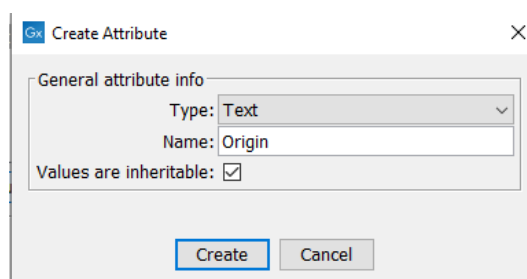 Gx Create Attribute
General attribute info
Type: Text
Name: Origin
Values are inheritable:
Create Cancel